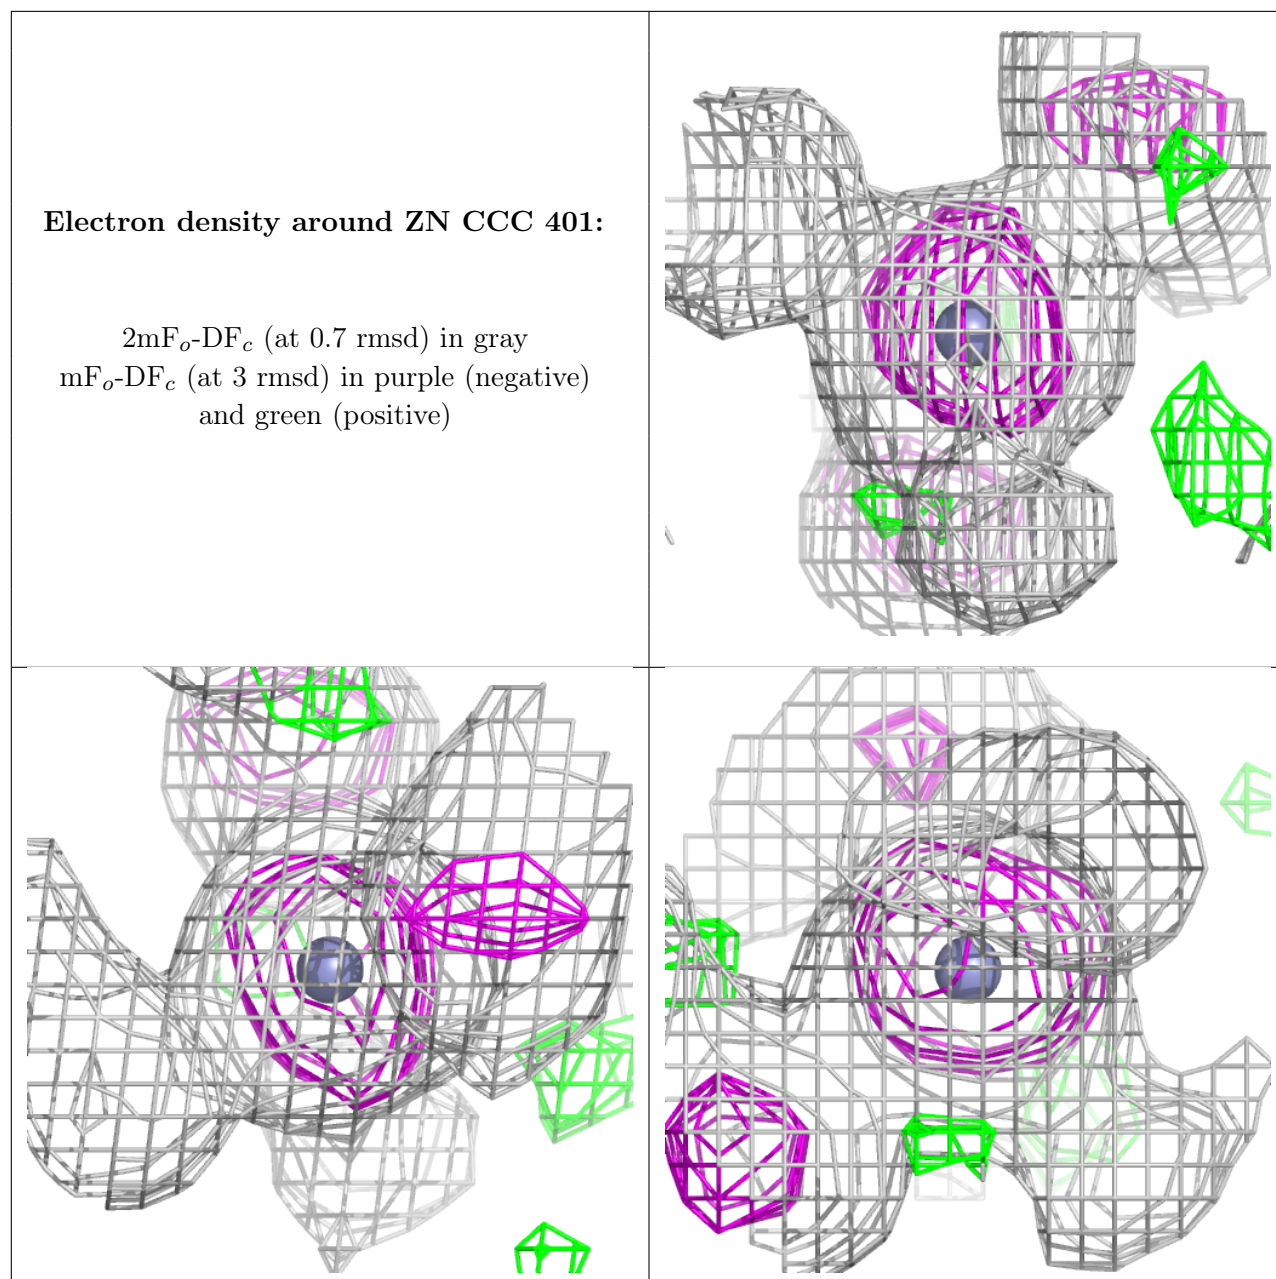 Electron density around ZN CCC 401:
2mFo-DFc (at 0.7 rmsd) in gray
mFo-DFc (at 3 rmsd) in purple (negative)
and green (positive)